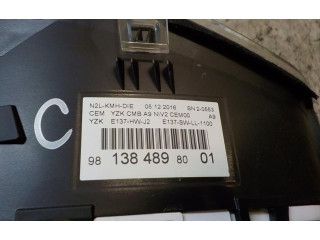 N2L-KMH-DIE 05.12.2016 SN 2-0553
CEM YZK CMB A9 NIV2 CEM00 A9
YZK E137-HW-J2 E137-SW-LL-1100
C
98 138 489 80 01